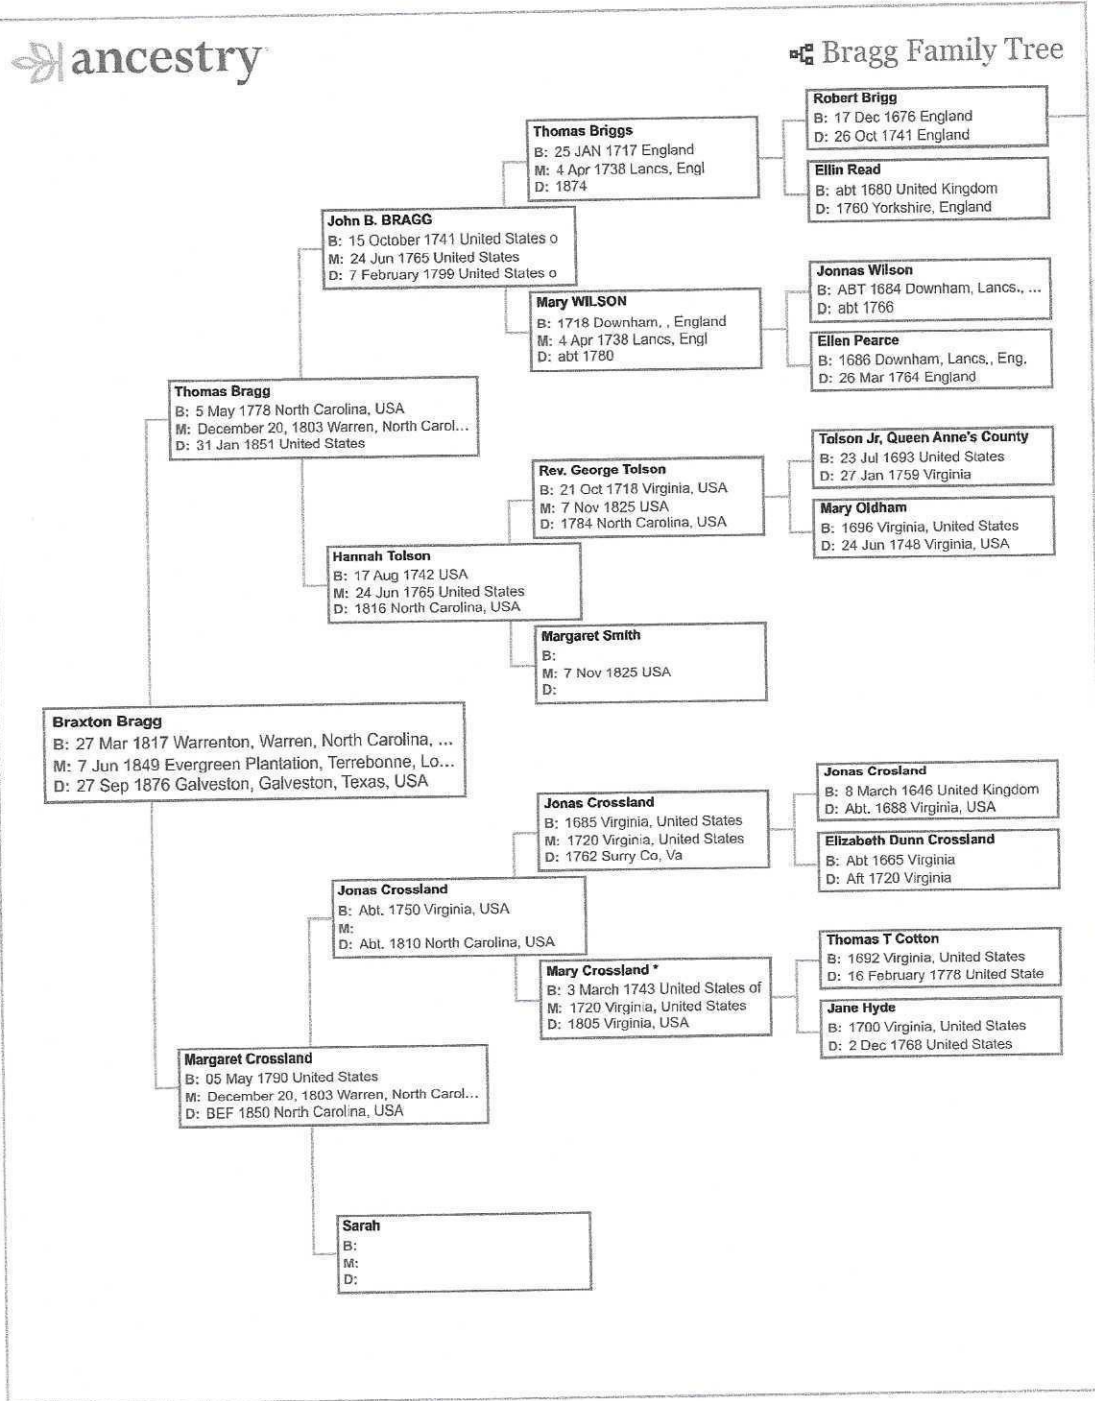 ancestry
Bragg Family Tree
Robert Brigg
B: 17 Dec 1676 England
D: 26 Oct 1741 England
Thomas Briggs
B: 25 JAN 1717 England
M: 4 Apr 1738 Lancs, Engl
D: 1874
Ellin Read
B: abt 1680 United Kingdom
D: 1760 Yorkshire, England
John B. BRAGG
B: 15 October 1741 United States o
M: 24 Jun 1765 United States
D: 7 February 1799 United States o
Jonnas Wilson
B: ABT 1684 Downham, Lancs., ...
D: abt 1766
Mary WILSON
B: 1718 Downham, , England
M: 4 Apr 1738 Lancs, Engl
D: abt 1780
Ellen Pearce
B: 1686 Downham, Lancs,, Eng,
D: 26 Mar 1764 England
Thomas Bragg
B: 5 May 1778 North Carolina, USA
M: December 20, 1803 Warren, North Carol...
D: 31 Jan 1851 United States
Tolson Jr, Queen Anne's County
B: 23 Jul 1693 United States
D: 27 Jan 1759 Virginia
Rev. George Tolson
B: 21 Oct 1718 Virginia, USA
M: 7 Nov 1825 USA
D: 1784 North Carolina, USA
Mary Oldham
B: 1696 Virginia, United States
D: 24 Jun 1748 Virginia, USA
Hannah Tolson
B: 17 Aug 1742 USA
M: 24 Jun 1765 United States
D: 1816 North Carolina, USA
Margaret Smith
B:
M: 7 Nov 1825 USA
D:
Braxton Bragg
B: 27 Mar 1817 Warrenton, Warren, North Carolina, ...
M: 7 Jun 1849 Evergreen Plantation, Terrebonne, Lo...
D: 27 Sep 1876 Galveston, Galveston, Texas, USA
Jonas Crosland
B: 8 March 1646 United Kingdom
D: Abt. 1688 Virginia, USA
Jonas Crossland
B: 1685 Virginia, United States
M: 1720 Virginia, United States
D: 1762 Surry Co, Va
Elizabeth Dunn Crossland
B: Abt 1665 Virginia
D: Aft 1720 Virginia
Jonas Crossland
B: Abt. 1750 Virginia, USA
M:
D: Abt. 1810 North Carolina, USA
Thomas T Cotton
B: 1692 Virginia, United States
D: 16 February 1778 United State
Mary Crossland *
B: 3 March 1743 United States of
M: 1720 Virginia, United States
D: 1805 Virginia, USA
Jane Hyde
B: 1700 Virginia, United States
D: 2 Dec 1768 United States
Margaret Crossland
B: 05 May 1790 United States
M: December 20, 1803 Warren, North Carol...
D: BEF 1850 North Carolina, USA
Sarah
B:
M:
D: